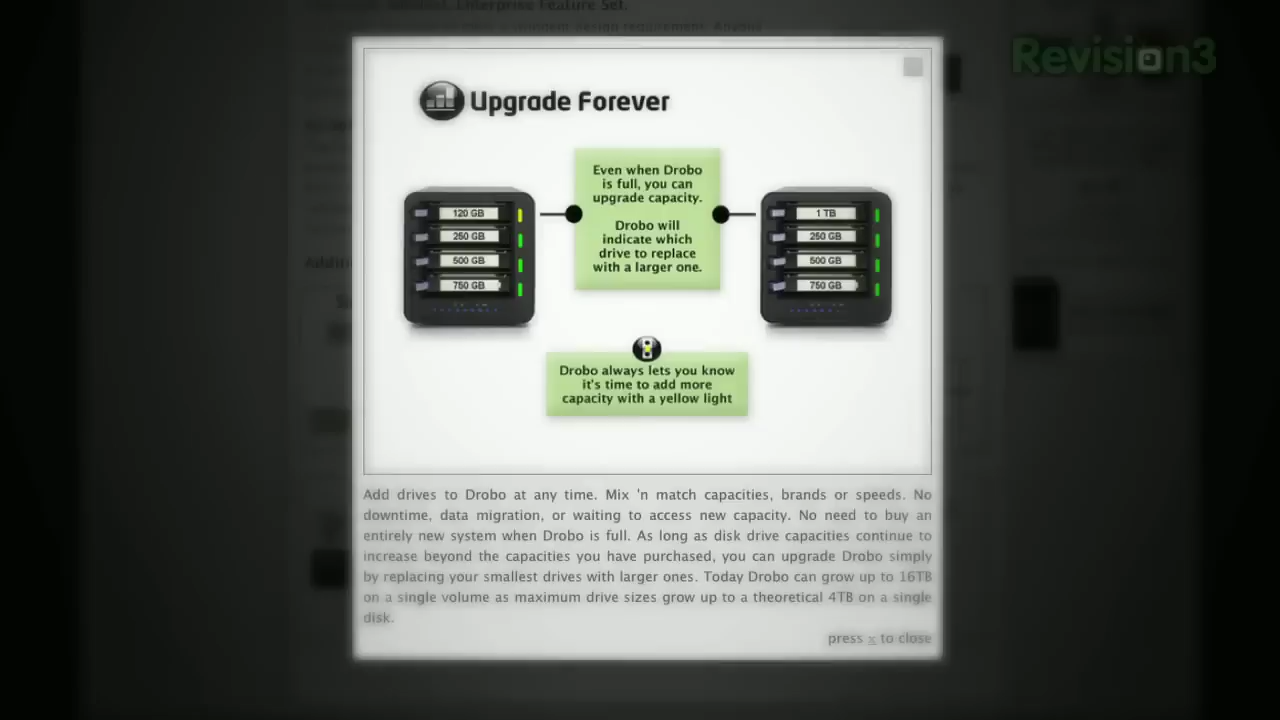 Enterprise Feature Set.
Revision3
Upgrade Forever
Even when Drobo
is full, you can
upgrade capacity.
Drobo will
indicate which
drive to replace
with a larger one.
120 GB
250 GB
500 GB
750 GB
1 TB
250 GB
500 GB
750 GB
Drobo always lets you know
it's time to add more
capacity with a yellow light
Add drives to Drobo at any time. Mix 'n match capacities, brands or speeds. No
downtime, data migration, or waiting to access new capacity. No need to buy an
entirely new system when Drobo is full. As long as disk drive capacities continue to
increase beyond the capacities you have purchased, you can upgrade Drobo simply
by replacing your smallest drives with larger ones. Today Drobo can grow up to 16TB
on a single volume as maximum drive sizes grow up to a theoretical 4TB on a single
disk.
press x to close